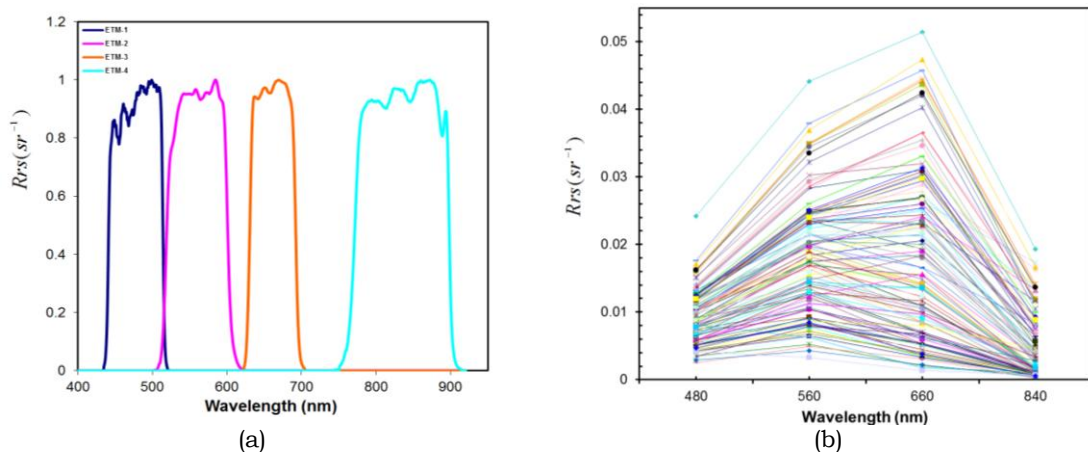 1.2
1
0.8
0.6
0.4
0.2
0
Rrs(sr⁻¹)
ETM-1
ETM-2
ETM-3
ETM-4
400 500 600 700 800 900
Wavelength (nm)
(a)
0.05
0.04
0.03
0.02
0.01
0
Rrs(sr⁻¹)
480 560 660 840
Wavelength (nm)
(b)